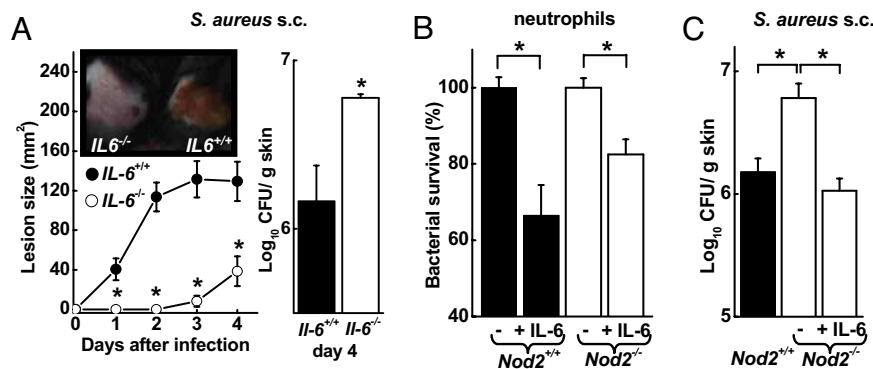 A
S. aureus s.c.
Lesion size (mm²)
240
200
160
120
80
40
0
IL6⁻/⁻
IL6⁺/⁺
IL-6⁺/⁺
IL-6⁻/⁻
*
*
*
*
0 1 2 3 4
Days after infection
Log₁₀ CFU/ g skin
7
6
*
Il-6⁺/⁺ Il-6⁻/⁻
day 4
B
neutrophils
Bacterial survival (%)
100
80
60
40
*
*
- + IL-6 - + IL-6
Nod2⁺/⁺ Nod2⁻/⁻
C
S. aureus s.c.
Log₁₀ CFU/ g skin
7
6
5
*
*
- + IL-6
Nod2⁺/⁺ Nod2⁻/⁻